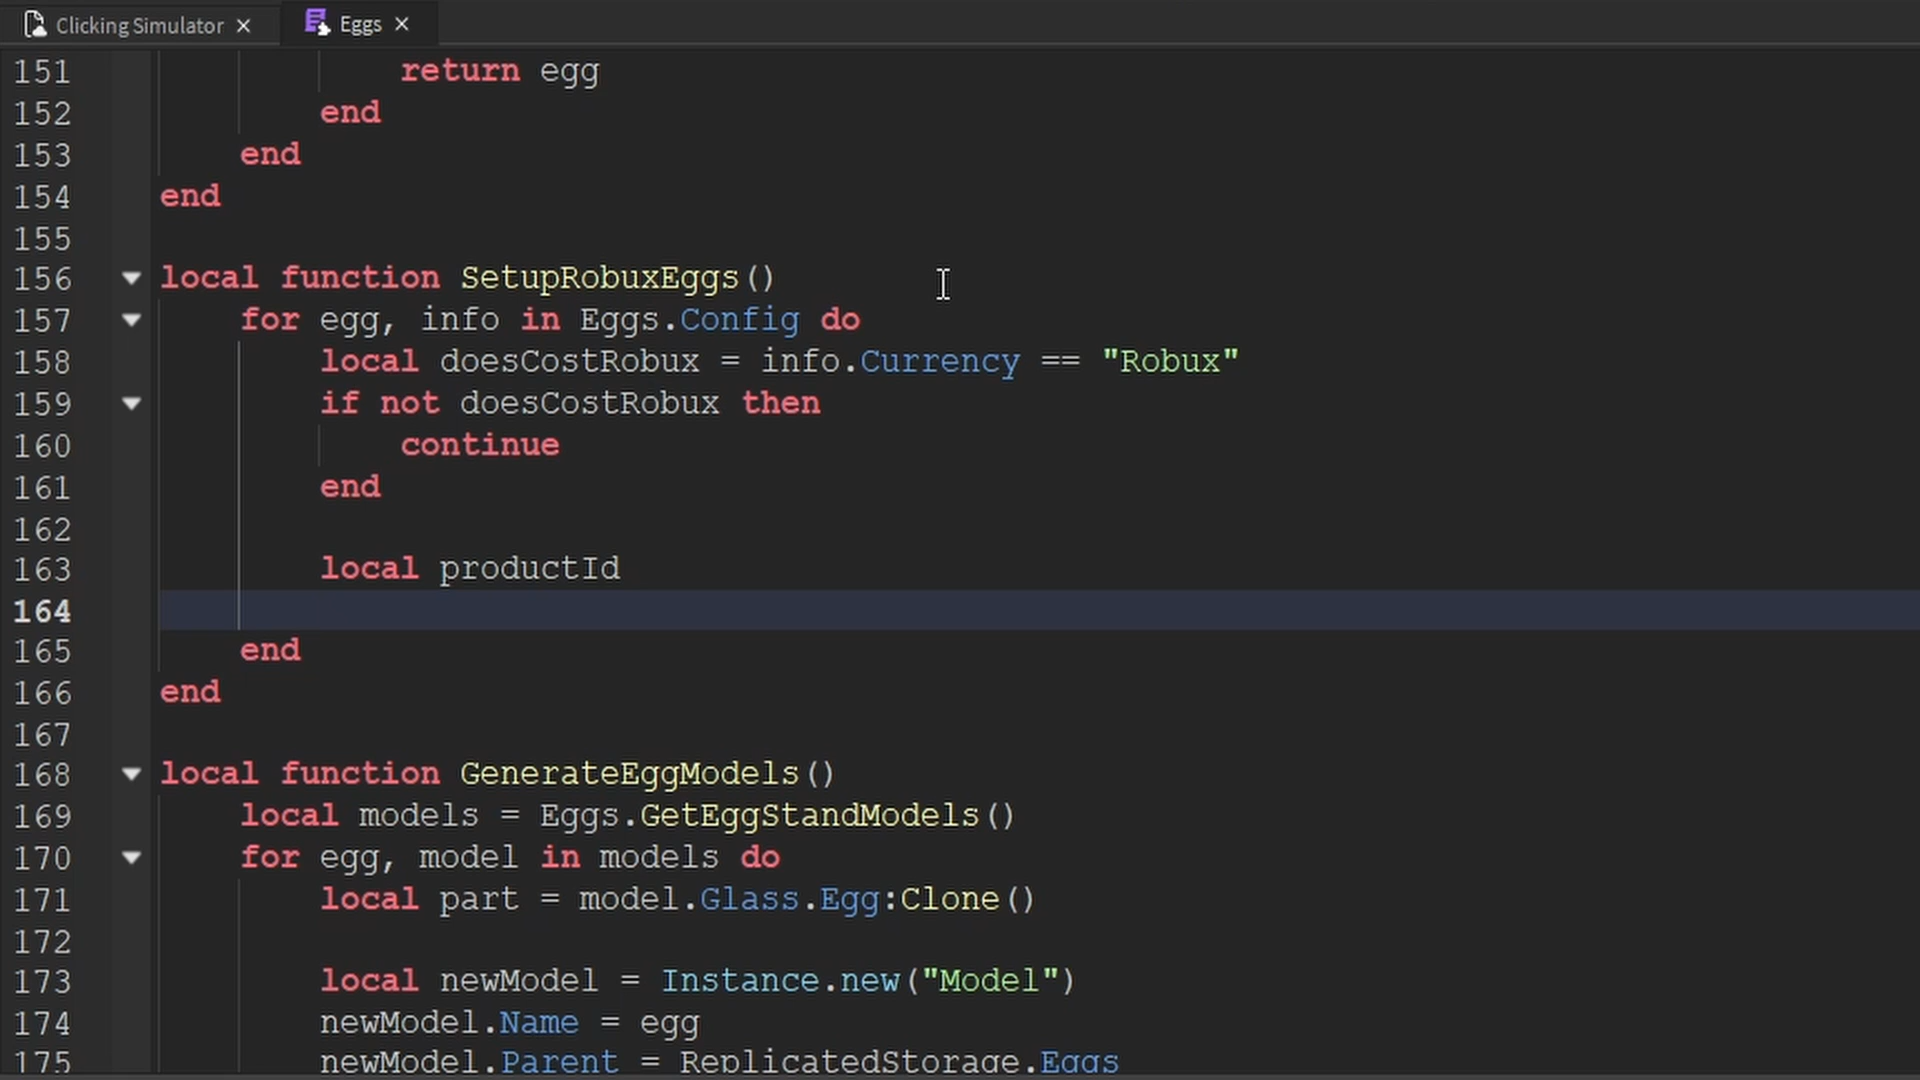 Clicking Simulator
Eggs
151 return egg
152 end
153 end
154 end
155
156 local function SetupRobuxEggs()
157 for egg, info in Eggs.Config do
158 local doesCostRobux = info.Currency == "Robux"
159 if not doesCostRobux then
160 continue
161 end
162
163 local productId
164
165 end
166 end
167
168 local function GenerateEggModels()
169 local models = Eggs.GetEggStandModels()
170 for egg, model in models do
171 local part = model.Glass.Egg:Clone()
172
173 local newModel = Instance.new("Model")
174 newModel.Name = egg
175 newModel.Parent = ReplicatedStorage.Eggs